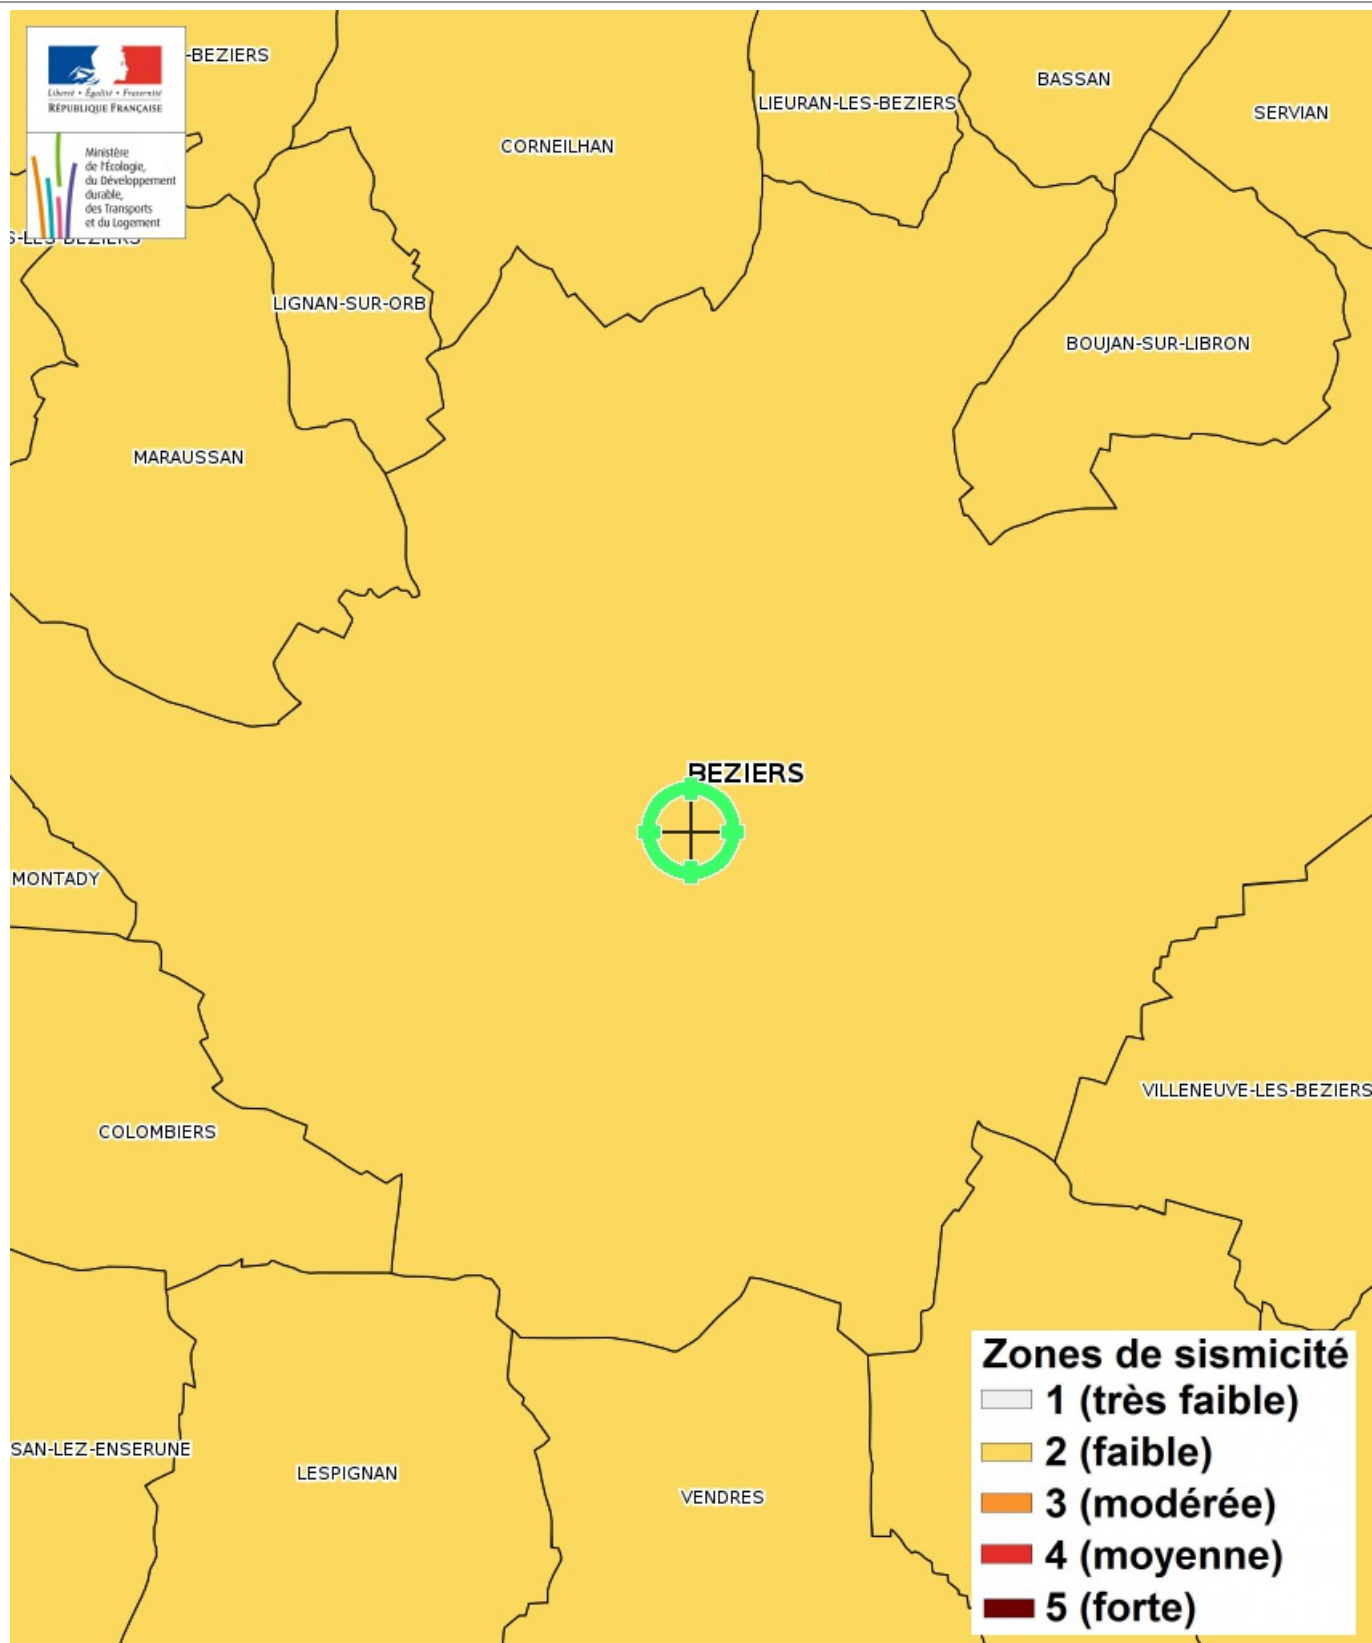 -BEZIERS
Liberté • Égalité • Fraternité
RÉPUBLIQUE FRANÇAISE
Ministère
de l'Écologie,
du Développement
durable,
des Transports
et du Logement
S-LES-BEZIERS
CORNEILHAN
LIEURAN-LES-BEZIERS
BASSAN
SERVIAN
LIGNAN-SUR-ORB
BOUJAN-SUR-LIBRON
MARAUSSAN
BEZIERS
MONTADY
VILLENEUVE-LES-BEZIERS
COLOMBIERS
SAN-LEZ-ENSERUNE
LESPIGNAN
VENDRES
Zones de sismicité
1 (très faible)
2 (faible)
3 (modérée)
4 (moyenne)
5 (forte)